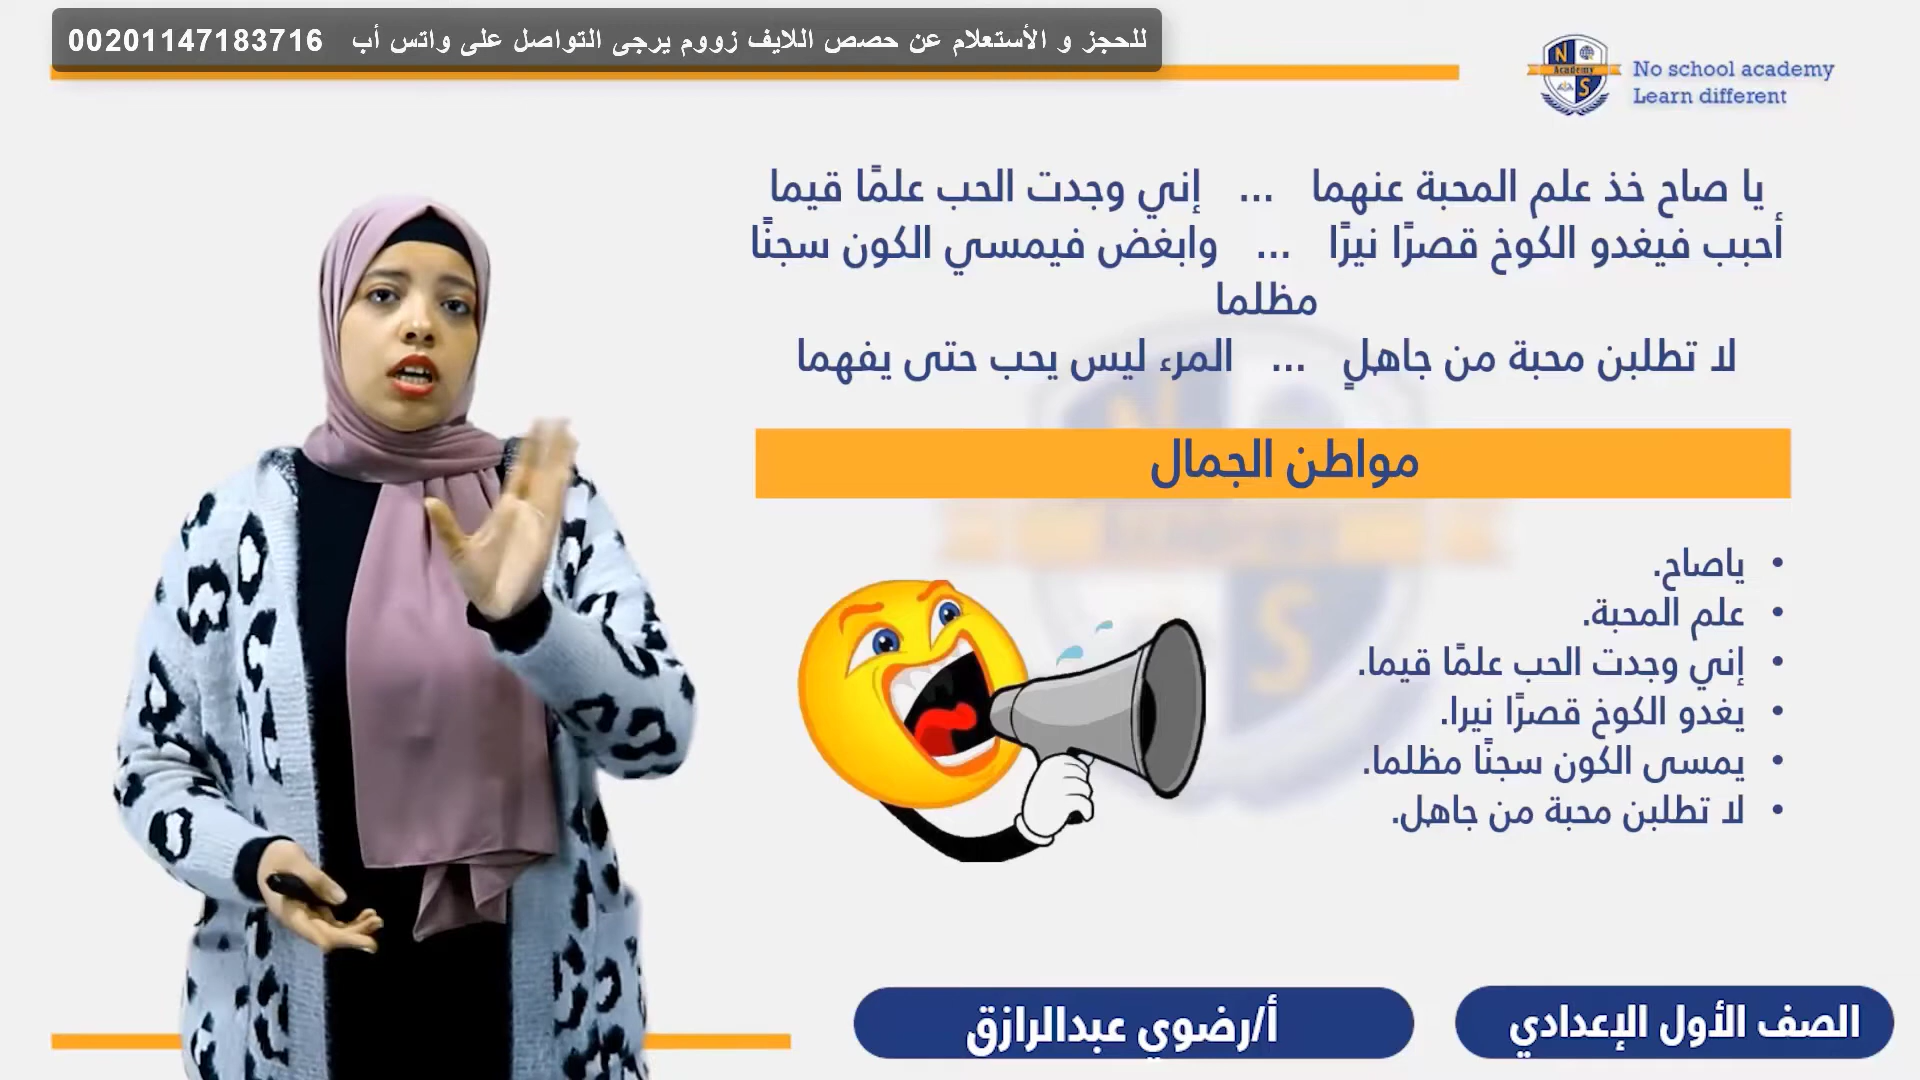 للحجز و الأستعلام عن حصص اللايف زووم يرجى التواصل على واتس أب 00201147183716
N
Academy
S
No school academy
Learn different
يا صاح خذ علم المحبة عنهما ... إني وجدت الحب علمًا قيما
أحبب فيغدو الكوخ قصرًا نيرًا ... وابغض فيمسي الكون سجنًا
مظلما
لا تطلبن محبة من جاهلٍ ... المرء ليس يحب حتى يفهما
مواطن الجمال
• ياصاح.
• علم المحبة.
• إني وجدت الحب علمًا قيما.
• يغدو الكوخ قصرًا نيرا.
• يمسى الكون سجنًا مظلما.
• لا تطلبن محبة من جاهل.
الصف الأول الإعدادي
أ/رضوي عبدالرازق